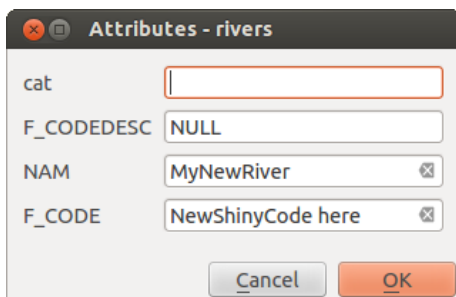 Attributes - rivers
cat
F_CODEDESC NULL
NAM MyNewRiver
F_CODE NewShinyCode here
Cancel OK